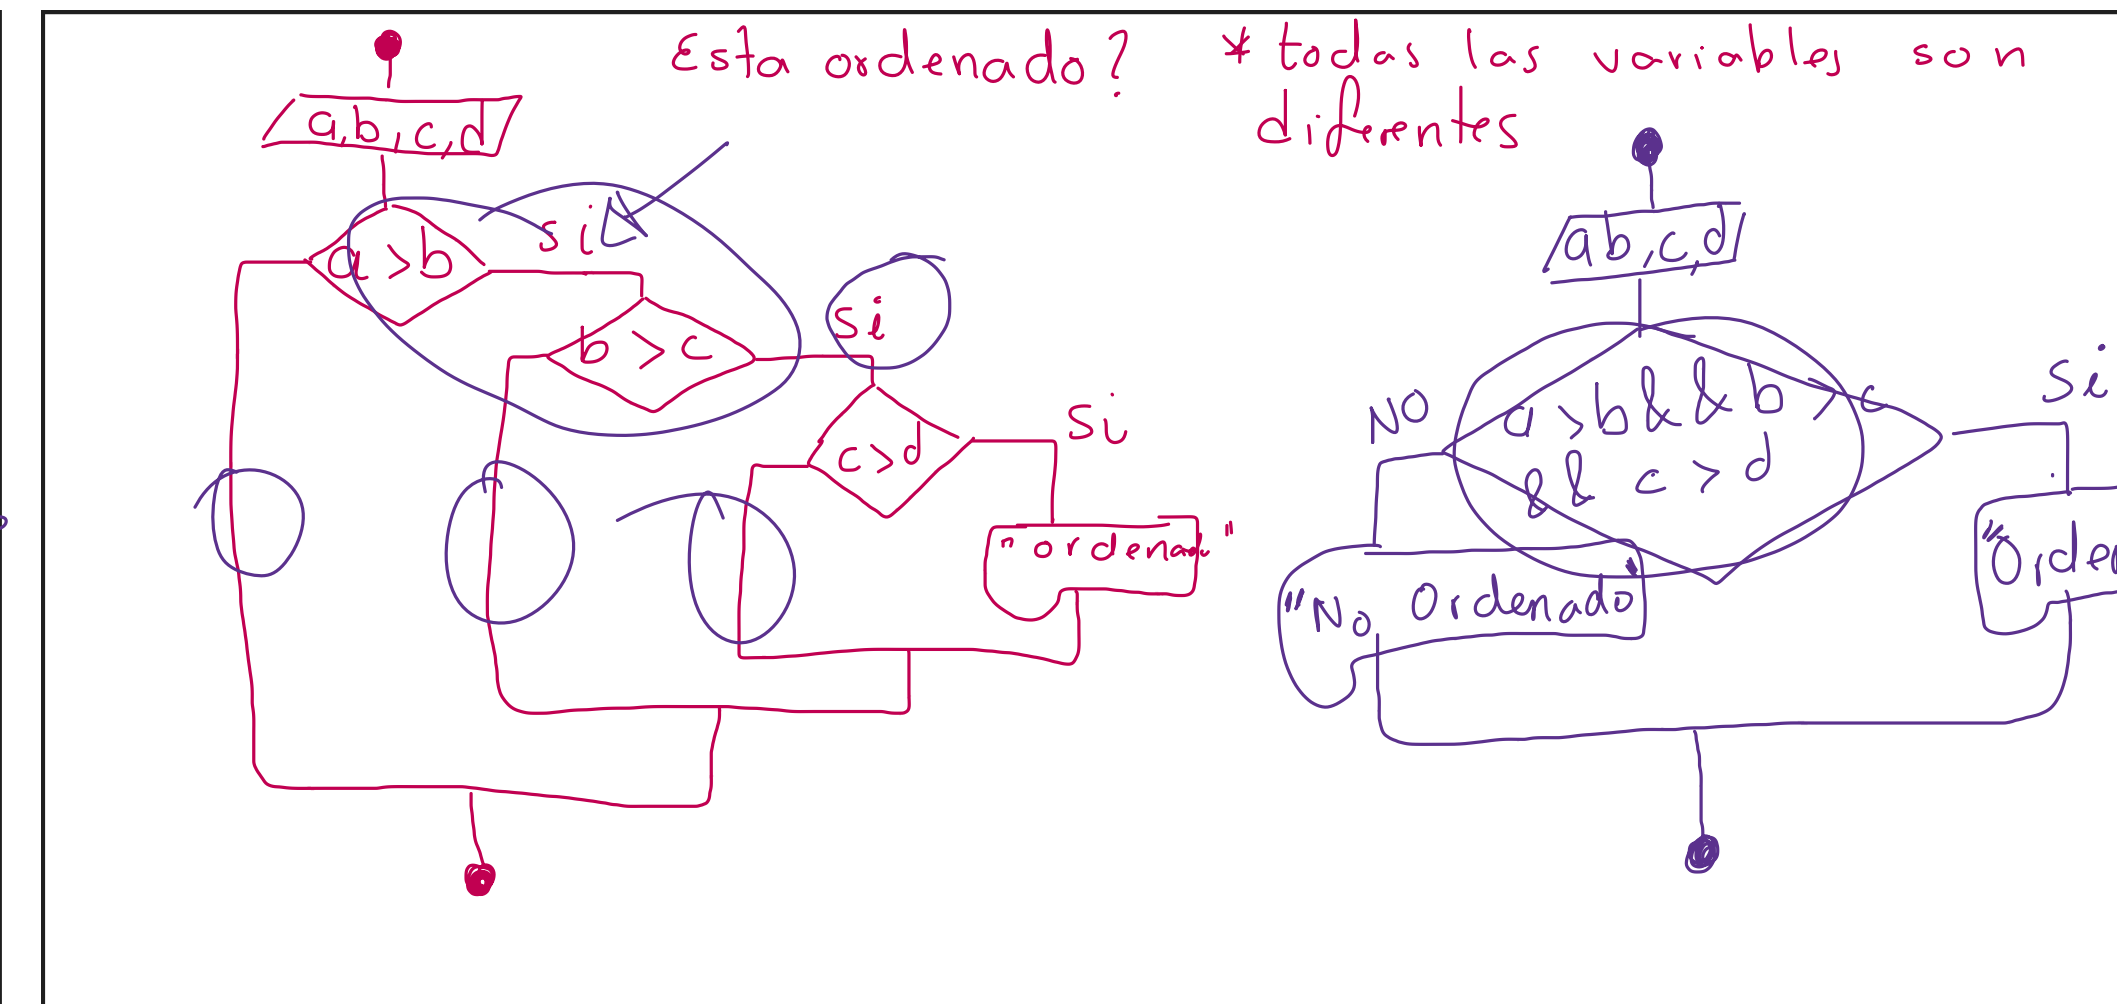 Esta ordenado? * todas las variables son
diferentes
a,b,c,d
a>b
si
b>c
si
c>d
si
"ordenado"
ab,c,d
a>b&&b>c
&& c>d
NO
si
"No Ordenado"
"Orde